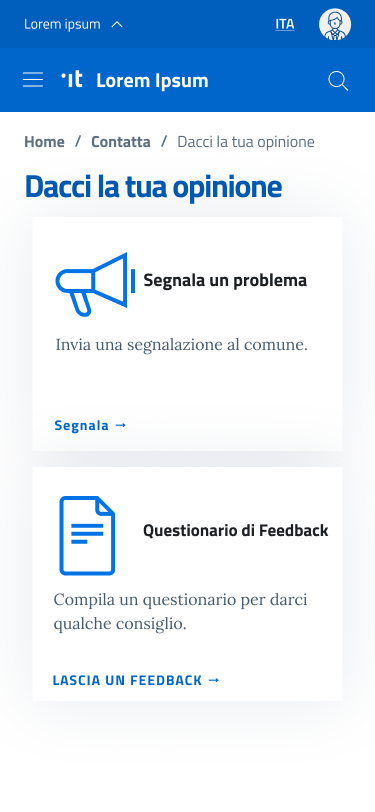 Lorem ipsum ITA
.it Lorem Ipsum
Home / Contatta / Dacci la tua opinione
Dacci la tua opinione
Segnala un problema
Invia una segnalazione al comune.
Segnala →
Questionario di Feedback
Compila un questionario per darci
qualche consiglio.
LASCIA UN FEEDBACK →